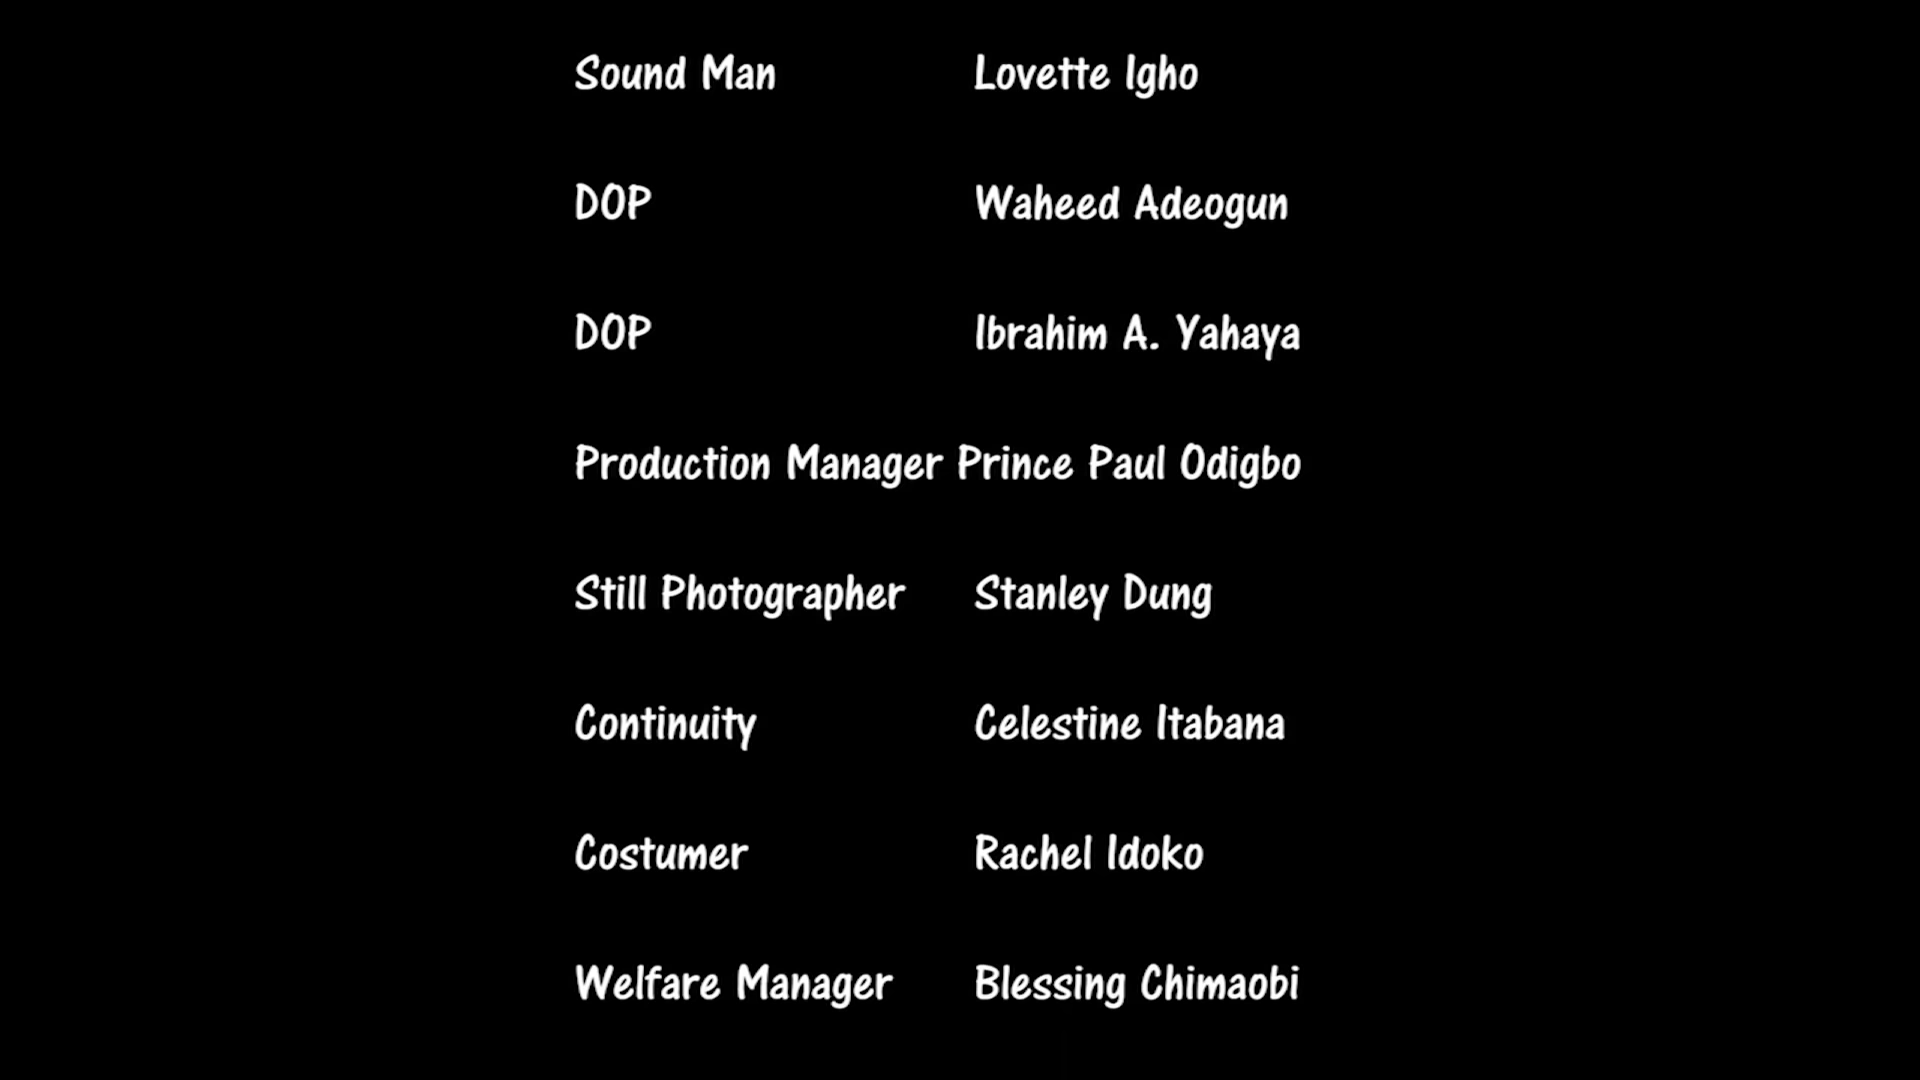 Sound Man Lovette Igho
DOP Waheed Adeogun
DOP Ibrahim A. Yahaya
Production Manager Prince Paul Odigbo
Still Photographer Stanley Dung
Continuity Celestine Itabana
Costumer Rachel Idoko
Welfare Manager Blessing Chimaobi